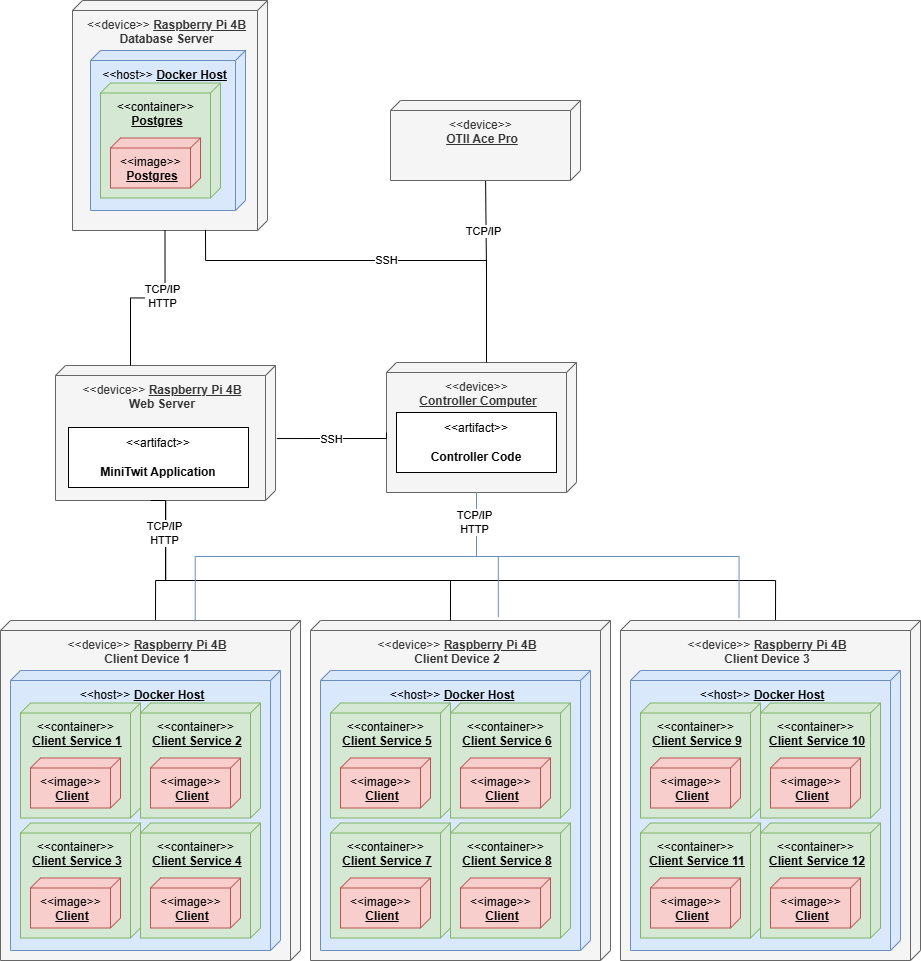 <<device>> Raspberry Pi 4B
Database Server
<<host>> Docker Host
<<container>>
Postgres
<<image>>
Postgres
<<device>>
OTII Ace Pro
TCP/IP
SSH
TCP/IP
HTTP
<<device>> Raspberry Pi 4B
Web Server
<<artifact>>
MiniTwit Application
SSH
<<device>>
Controller Computer
<<artifact>>
Controller Code
TCP/IP
HTTP
TCP/IP
HTTP
<<device>> Raspberry Pi 4B
Client Device 1
<<host>> Docker Host
<<container>>
Client Service 1
<<image>>
Client
<<container>>
Client Service 2
<<image>>
Client
<<container>>
Client Service 3
<<image>>
Client
<<container>>
Client Service 4
<<image>>
Client
<<device>> Raspberry Pi 4B
Client Device 2
<<host>> Docker Host
<<container>>
Client Service 5
<<image>>
Client
<<container>>
Client Service 6
<<image>>
Client
<<container>>
Client Service 7
<<image>>
Client
<<container>>
Client Service 8
<<image>>
Client
<<device>> Raspberry Pi 4B
Client Device 3
<<host>> Docker Host
<<container>>
Client Service 9
<<image>>
Client
<<container>>
Client Service 10
<<image>>
Client
<<container>>
Client Service 11
<<image>>
Client
<<container>>
Client Service 12
<<image>>
Client